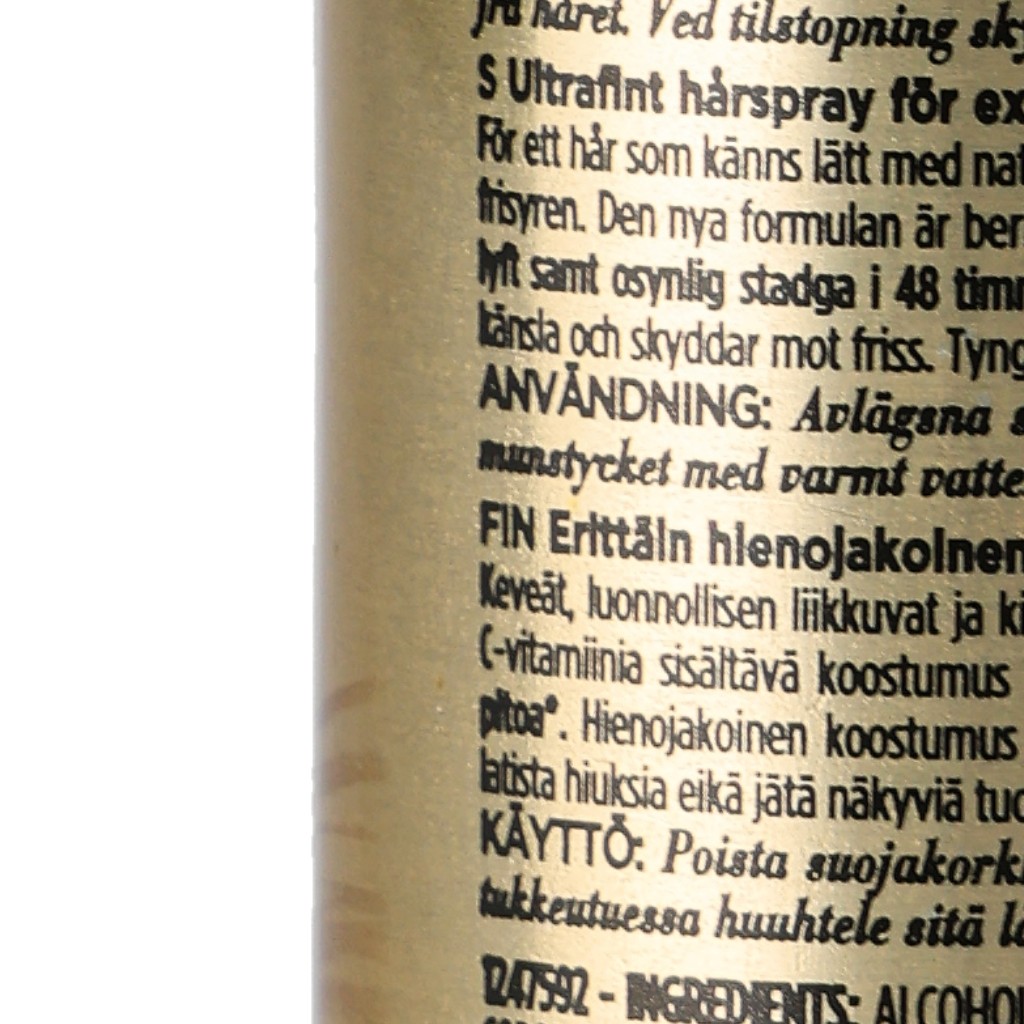 fra håret. Ved tilstopning
S Ultrafint hårspray för
För ett hår som känns lätt med
frisyren. Den nya formulan är
lyft samt osynlig stadga i 48
känsla och skyddar mot friss.
ANVÄNDNING: Avlägsna
munstycket med varmt
FIN Erittäin hienojakoinen
Keveät, luonnollisen liikkuvat ja
C-vitamiinia sisältävä koostumus
pitoa*. Hienojakoinen koostumus
latista hiuksia eikä jätä näkyviä
KÄYTTÖ: Poista
tukkeutuessa huuhtele sitä
1247592 - INGREDIENTS: